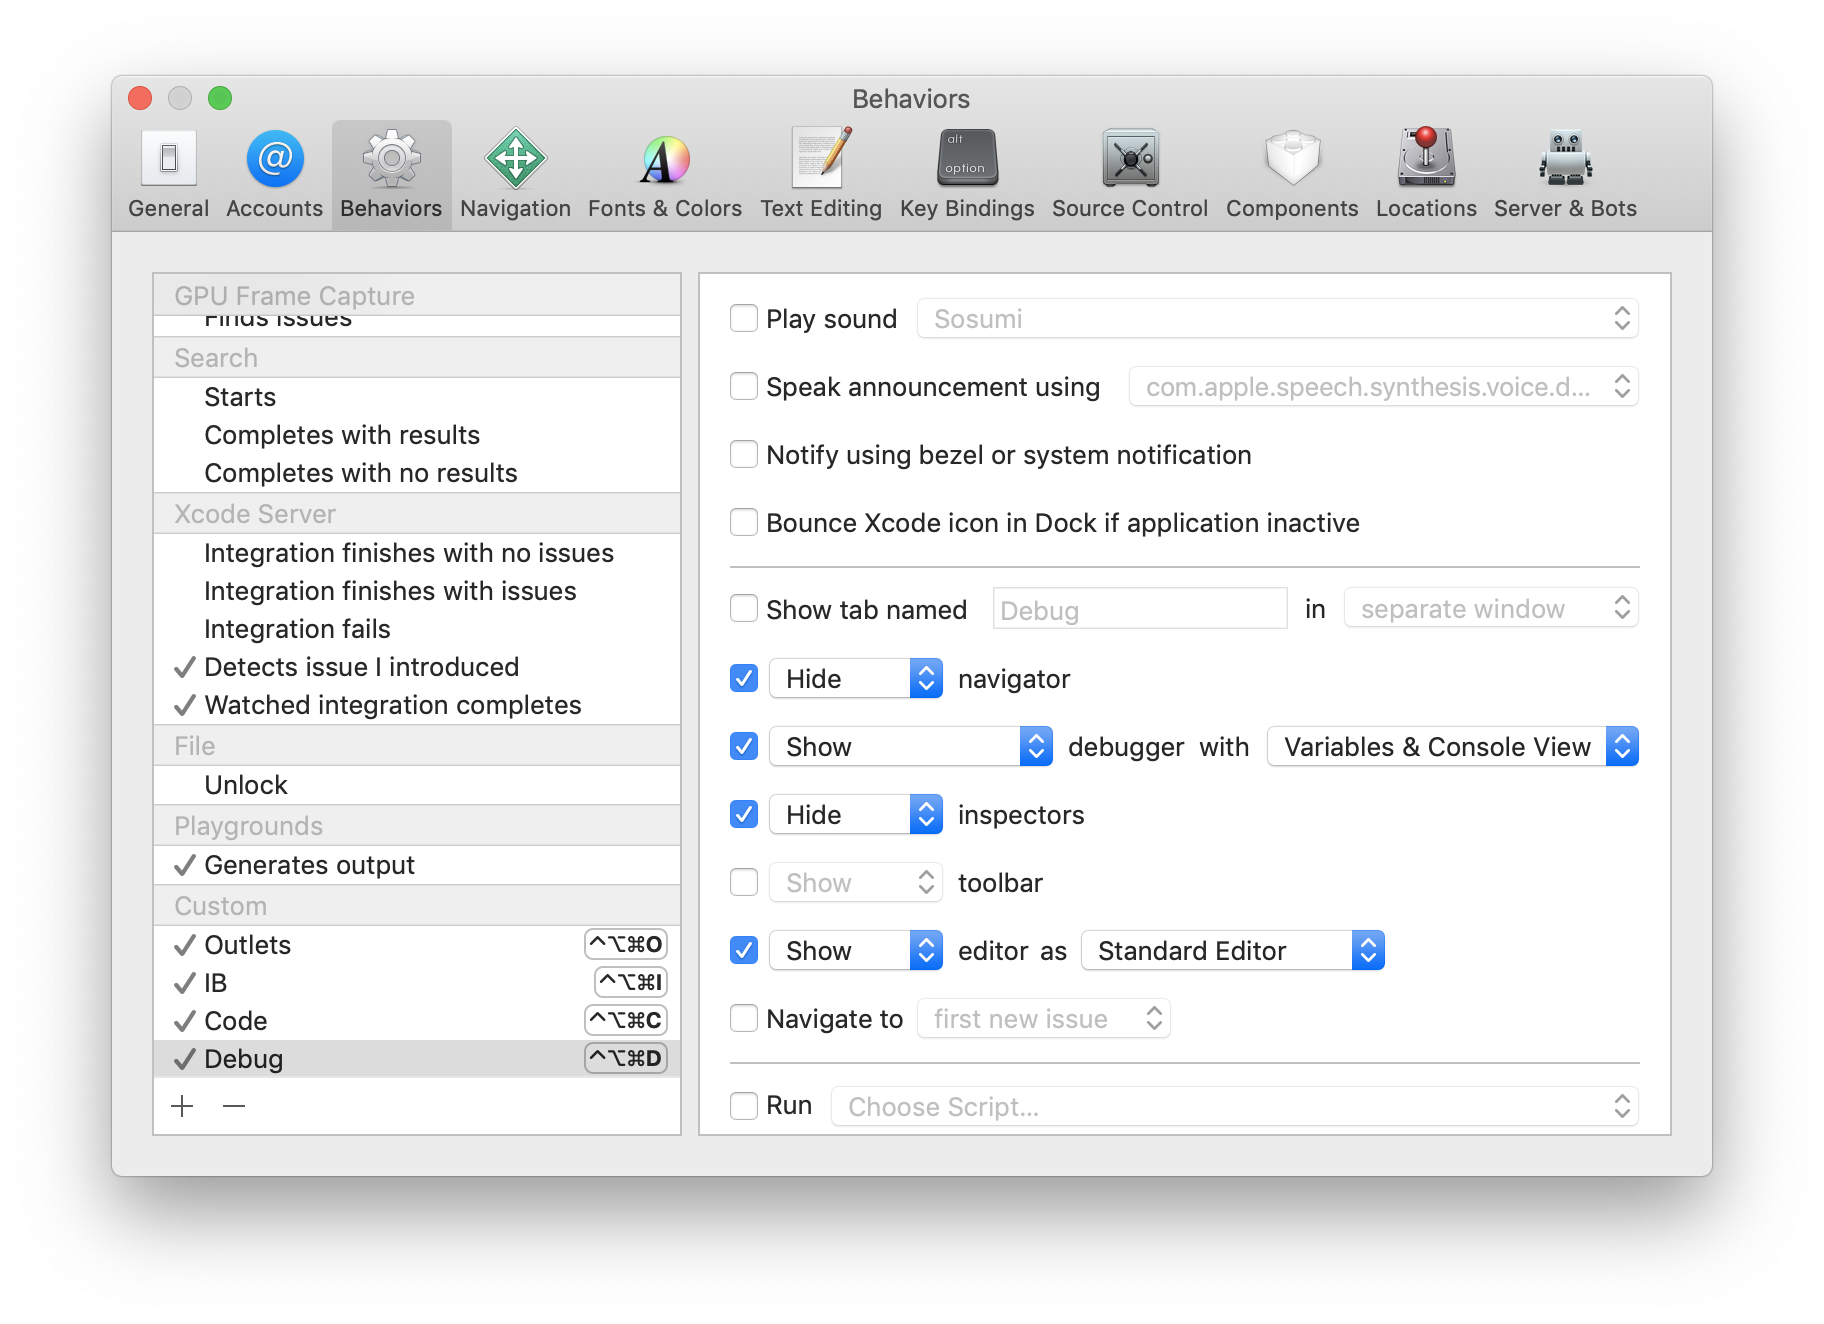 Behaviors
General Accounts Behaviors Navigation Fonts & Colors Text Editing Key Bindings Source Control Components Locations Server & Bots
@
A
alt
option
GPU Frame Capture
Finds issues
Search
Starts
Completes with results
Completes with no results
Xcode Server
Integration finishes with no issues
Integration finishes with issues
Integration fails
Detects issue I introduced
Watched integration completes
File
Unlock
Playgrounds
Generates output
Custom
Outlets ^⌥⌘O
IB ^⌥⌘I
Code ^⌥⌘C
Debug ^⌥⌘D
Play sound Sosumi
Speak announcement using com.apple.speech.synthesis.voice.d...
Notify using bezel or system notification
Bounce Xcode icon in Dock if application inactive
Show tab named Debug in separate window
Hide navigator
Show debugger with Variables & Console View
Hide inspectors
Show toolbar
Show editor as Standard Editor
Navigate to first new issue
Run Choose Script...